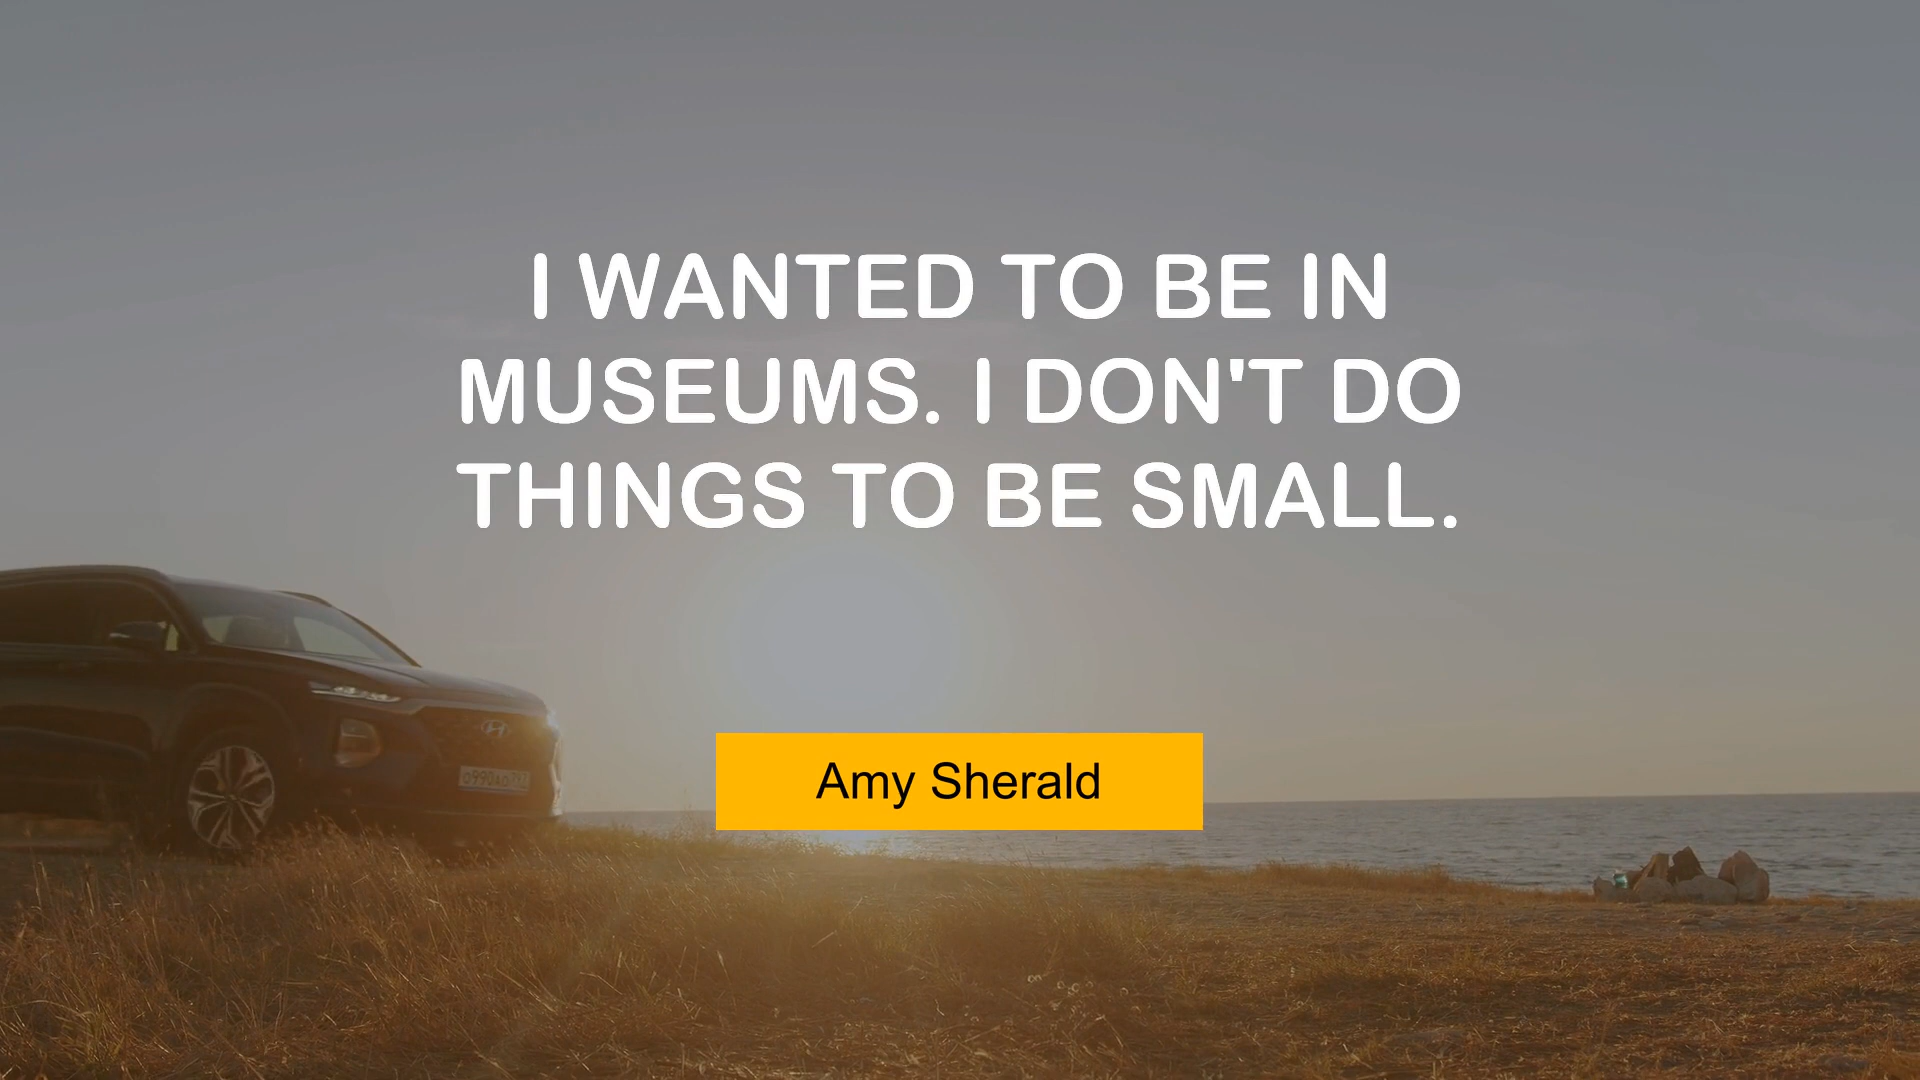 I WANTED TO BE IN
MUSEUMS. I DON'T DO
THINGS TO BE SMALL.
Amy Sherald